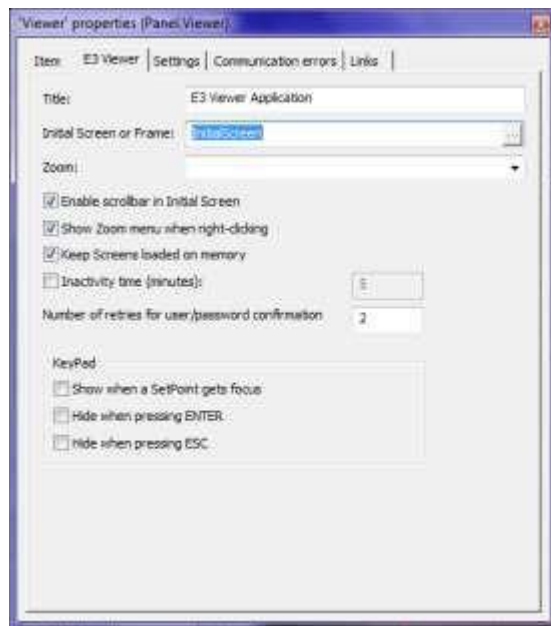 'Viewer' properties (Panel Viewer)
Item E3 Viewer Settings Communication errors Links
Title: E3 Viewer Application
Initial Screen or Frame: InitialScreen ...
Zoom:
Enable scrollbar in Initial Screen
Show Zoom menu when right-clicking
Keep Screens loaded on memory
Inactivity time (minutes): 5
Number of retries for user/password confirmation 2
KeyPad
Show when a SetPoint gets focus
Hide when pressing ENTER
Hide when pressing ESC